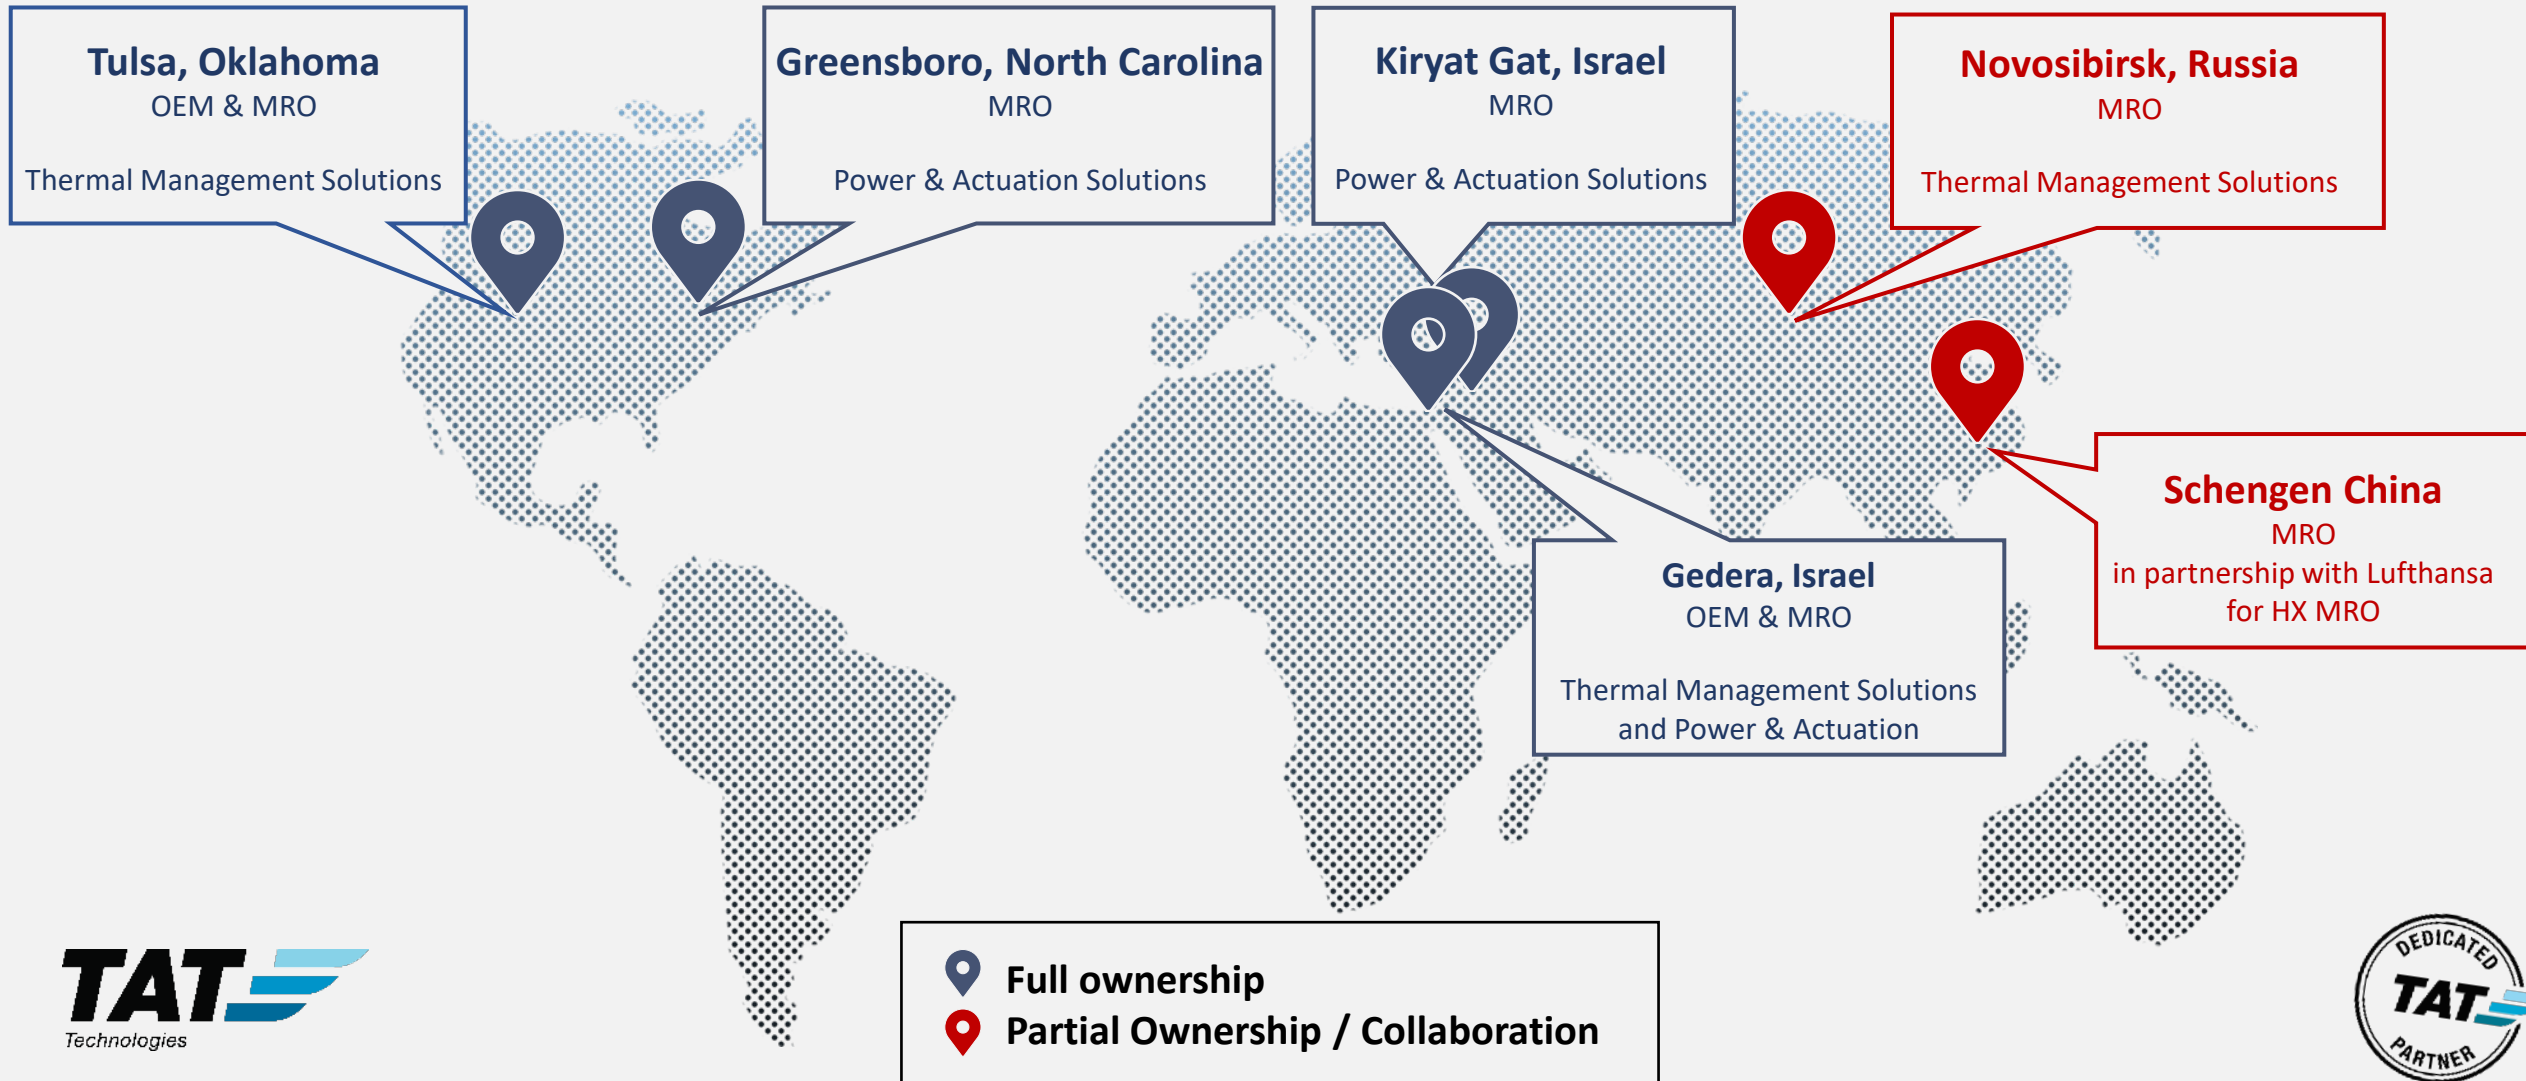 Tulsa, Oklahoma
OEM & MRO
Thermal Management Solutions
Greensboro, North Carolina
MRO
Power & Actuation Solutions
Kiryat Gat, Israel
MRO
Power & Actuation Solutions
Novosibirsk, Russia
MRO
Thermal Management Solutions
Schengen China
MRO
in partnership with Lufthansa
for HX MRO
Gedera, Israel
OEM & MRO
Thermal Management Solutions
and Power & Actuation
Full ownership
Partial Ownership / Collaboration
TAT
Technologies
DEDICATED
TAT
PARTNER